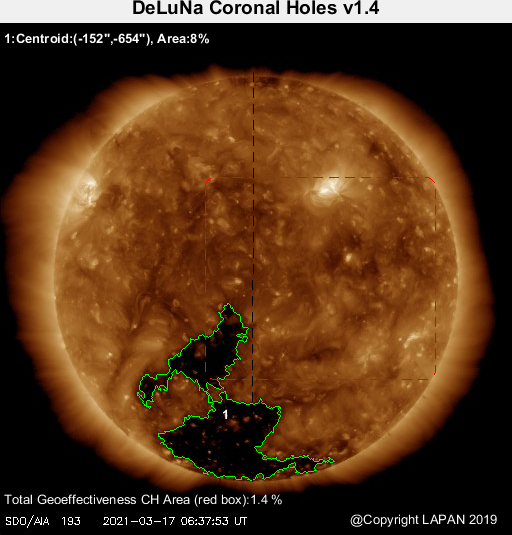 DeLuNa Coronal Holes v1.4
1:Centroid:(-152",-654"), Area:8%
1
Total Geoeffectiveness CH Area (red box):1.4 %
SDO/AIA 193 2021-03-17 06:37:53 UT
@Copyright LAPAN 2019